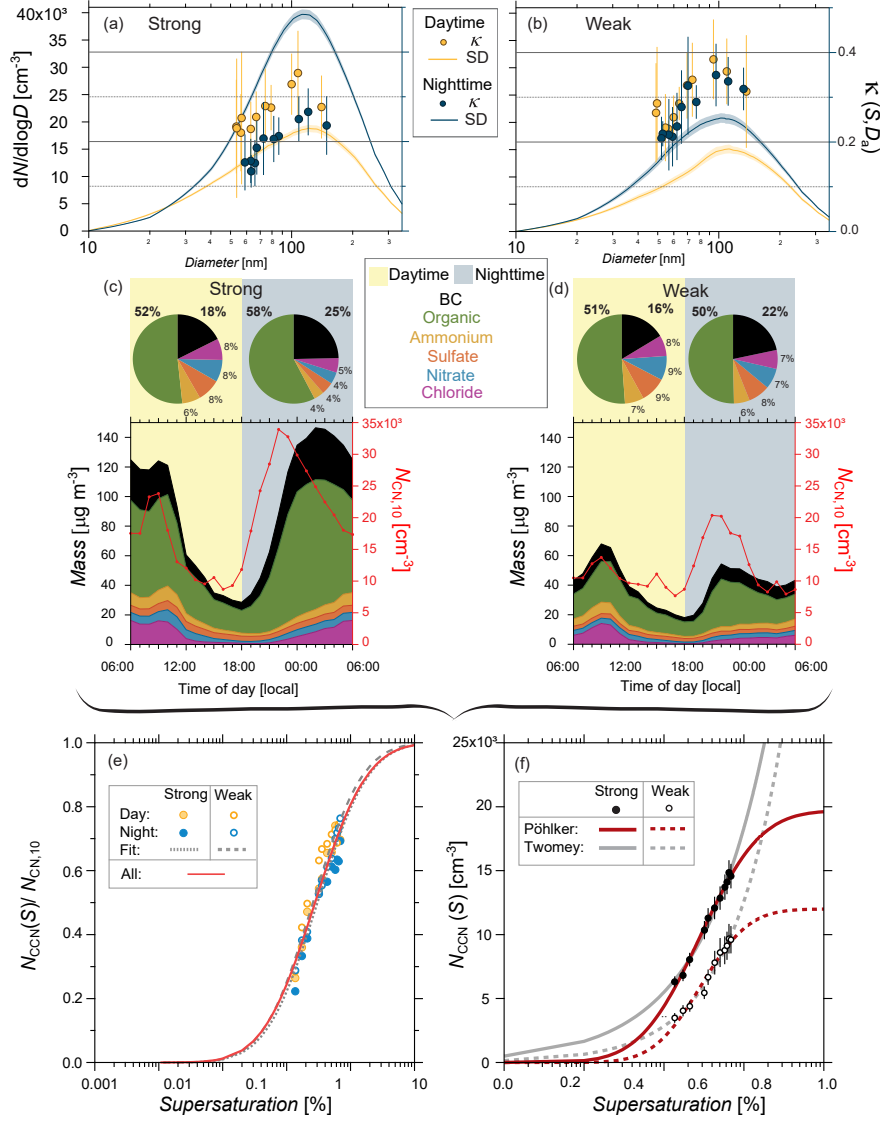 (a) Strong
dN/dlogD [cm⁻³]
40x10³
35
30
25
20
15
10
5
0
10
2
3
4
5
6
7
8
100
2
3
Diameter [nm]
Daytime
κ
SD
Nighttime
κ
SD
(b) Weak
0.4
0.3
0.2
0.1
0.0
κ (S,Dₐ)
10
2
3
4
5
6
7
8
100
2
3
Diameter [nm]
(c)
Strong
52%
18%
8%
8%
8%
6%
58%
25%
5%
4%
4%
4%
Daytime Nighttime
BC
Organic
Ammonium
Sulfate
Nitrate
Chloride
(d)
Weak
51%
16%
8%
9%
9%
7%
50%
22%
7%
7%
8%
6%
Mass [µg m⁻³]
140
120
100
80
60
40
20
0
35x10³
30
25
20
15
10
5
0
N_CN,10 [cm⁻³]
06:00 12:00 18:00 00:00 06:00
Time of day [local]
Mass [µg m⁻³]
140
120
100
80
60
40
20
0
35x10³
30
25
20
15
10
5
0
N_CN,10 [cm⁻³]
06:00 12:00 18:00 00:00 06:00
Time of day [local]
(e)
N_CCN(S)/ N_CN,10
1.0
0.8
0.6
0.4
0.2
0.0
Strong Weak
Day:
Night:
Fit:
All:
0.001 0.01 0.1 1 10
Supersaturation [%]
(f)
N_CCN (S) [cm⁻³]
25x10³
20
15
10
5
0
Strong Weak
Pöhlker:
Twomey:
0.0 0.2 0.4 0.6 0.8 1.0
Supersaturation [%]